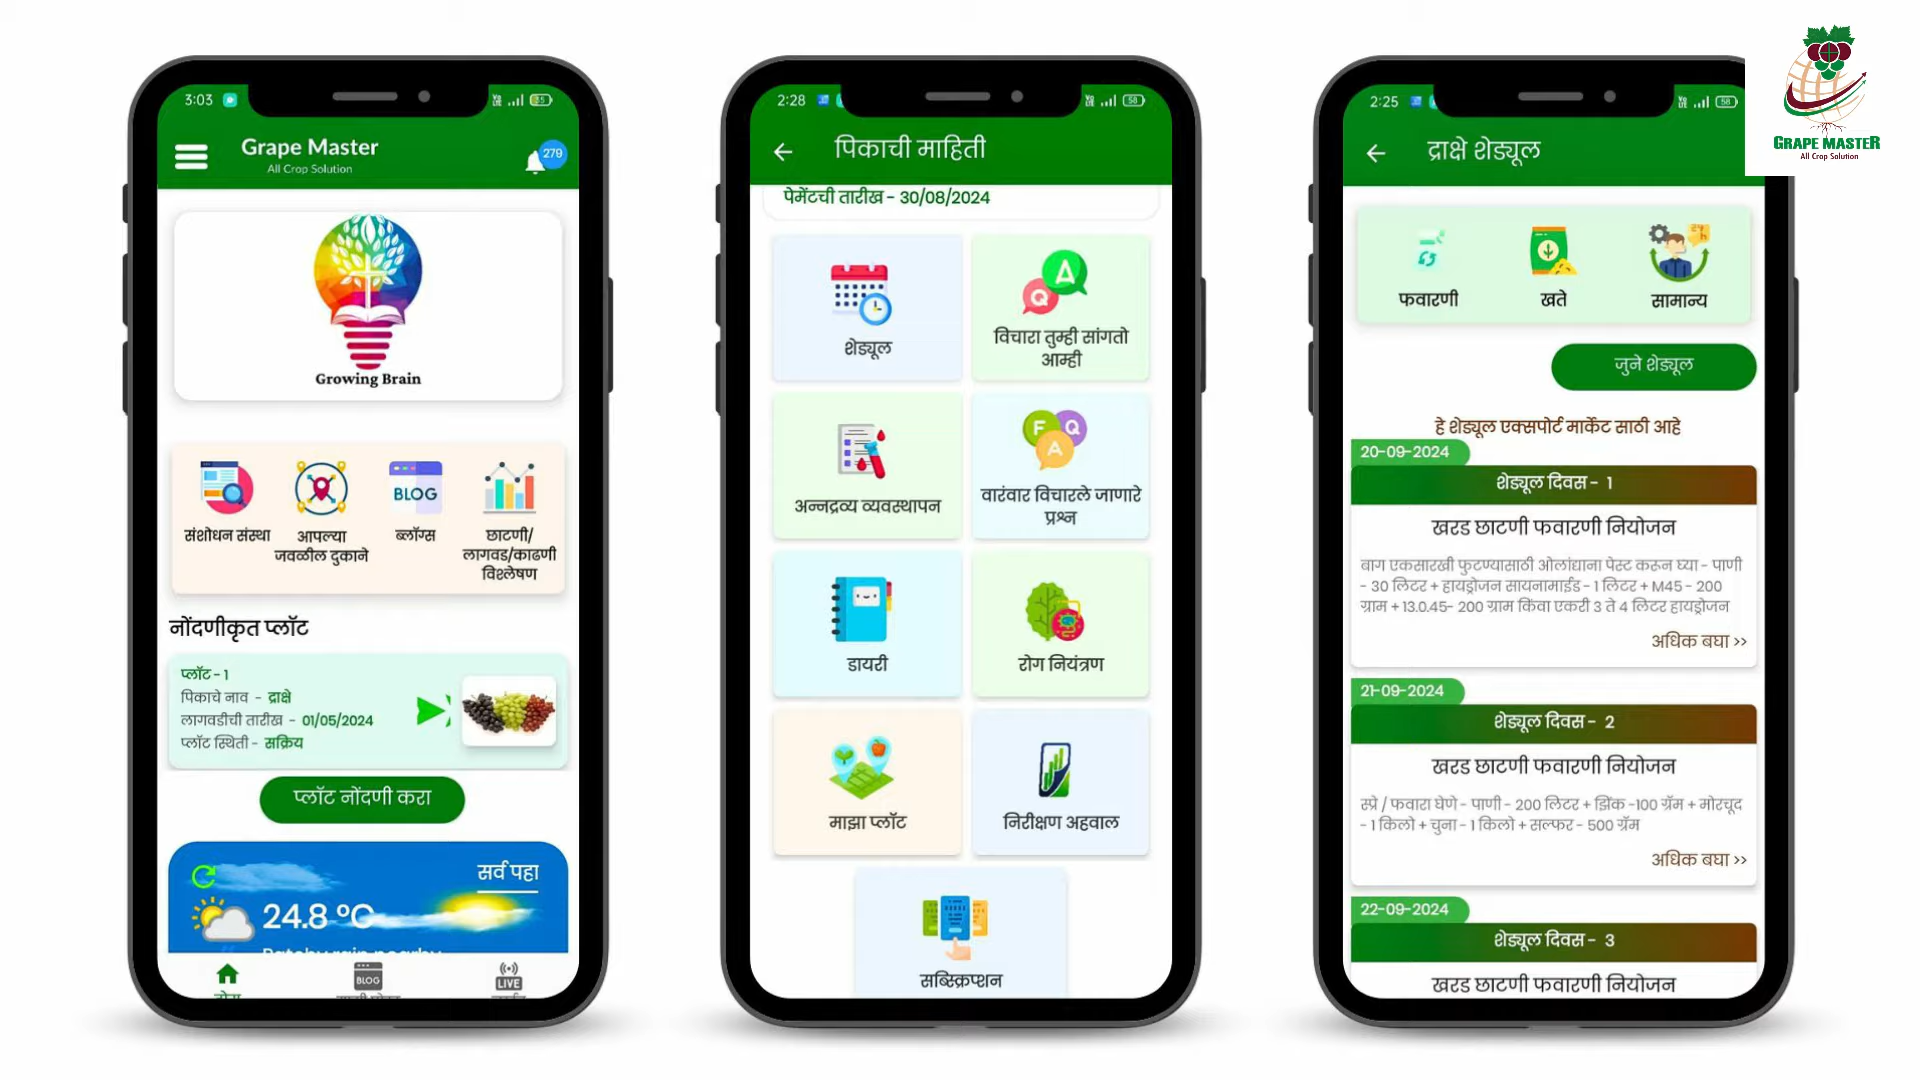 3:03
35
Grape Master
All Crop Solution
279
Growing Brain
BLOG
संशोधन संस्था
आपल्या
जवळील दुकाने
ब्लॉग्स
छाटणी/
लागवड/काढणी
विश्लेषण
नोंदणीकृत प्लॉट
प्लॉट - 1
पिकाचे नाव - द्राक्षे
लागवडीची तारीख - 01/05/2024
प्लॉट स्थिती - सक्रिय
प्लॉट नोंदणी करा
सर्व पहा
24.8 °C
Patchy rain nearby
BLOG
LIVE
2:28
58
पिकाची माहिती
पेमेंटची तारीख - 30/08/2024
शेड्यूल
A
Q
विचारा तुम्ही सांगतो
आम्ही
अन्नद्रव्य व्यवस्थापन
F Q
A
वारंवार विचारले जाणारे
प्रश्न
डायरी
रोग नियंत्रण
माझा प्लॉट
निरीक्षण अहवाल
सब्स्क्रिप्शन
2:25
58
द्राक्षे शेड्यूल
फवारणी
खते
सामान्य
जुने शेड्यूल
हे शेड्यूल एक्सपोर्ट मार्केट साठी आहे
20-09-2024
शेड्यूल दिवस - 1
खरड छाटणी फवारणी नियोजन
बाग एकसारखी फुटण्यासाठी ओलांड्याना पेस्ट करून घ्या - पाणी
- 30 लिटर + हायड्रोजन सायनामाईड - 1 लिटर + M45 - 200
ग्राम + 13.0.45- 200 ग्राम किंवा एकरी 3 ते 4 लिटर हायड्रोजन
अधिक बघा >>
21-09-2024
शेड्यूल दिवस - 2
खरड छाटणी फवारणी नियोजन
स्प्रे / फवारा घेणे - पाणी - 200 लिटर + झिंक -100 ग्रॅम + मोरचूद
- 1 किलो + चुना - 1 किलो + सल्फर - 500 ग्रॅम
अधिक बघा >>
22-09-2024
शेड्यूल दिवस - 3
खरड छाटणी फवारणी नियोजन
GRAPE MASTER
All Crop Solution